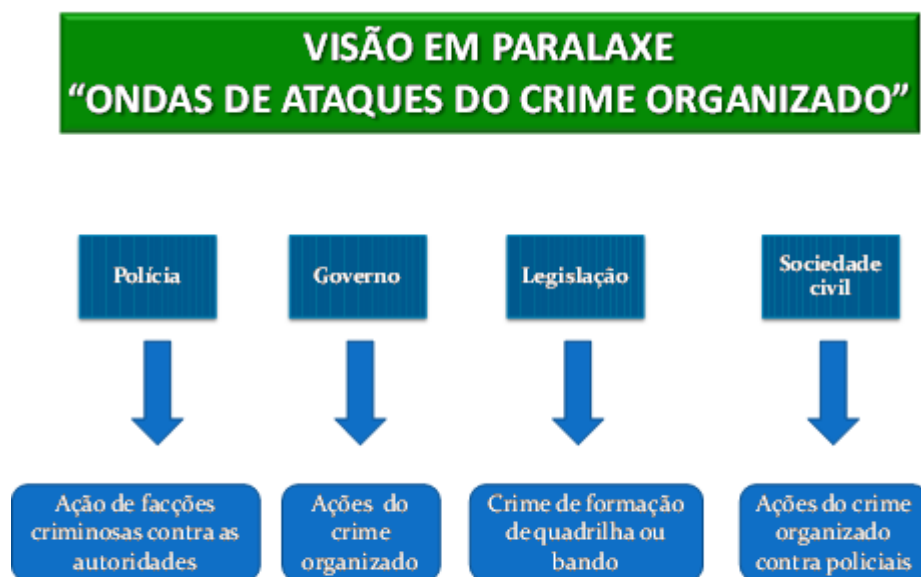 VISÃO EM PARALAXE
“ONDAS DE ATAQUES DO CRIME ORGANIZADO”
Polícia
Governo
Legislação
Sociedade
civil
Ação de facções
criminosas contra as
autoridades
Ações do
crime
organizado
Crime de formação
de quadrilha ou
bando
Ações do crime
organizado
contra policiais